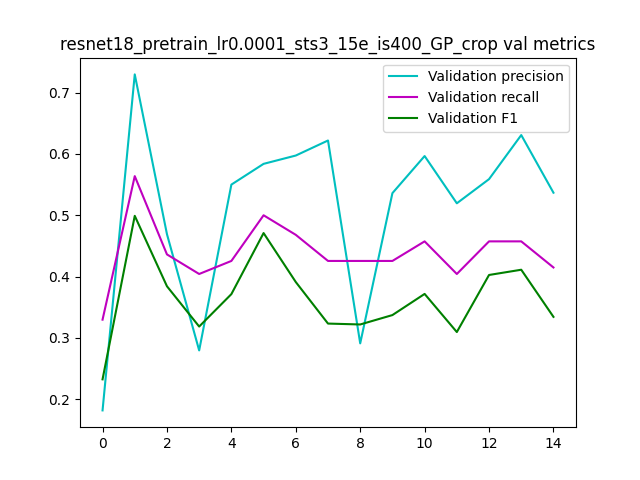 resnet18_pretrain_lr0.0001_sts3_15e_is400_GP_crop val metrics
Validation precision
Validation recall
Validation F1
0.7
0.6
0.5
0.4
0.3
0.2
0 2 4 6 8 10 12 14